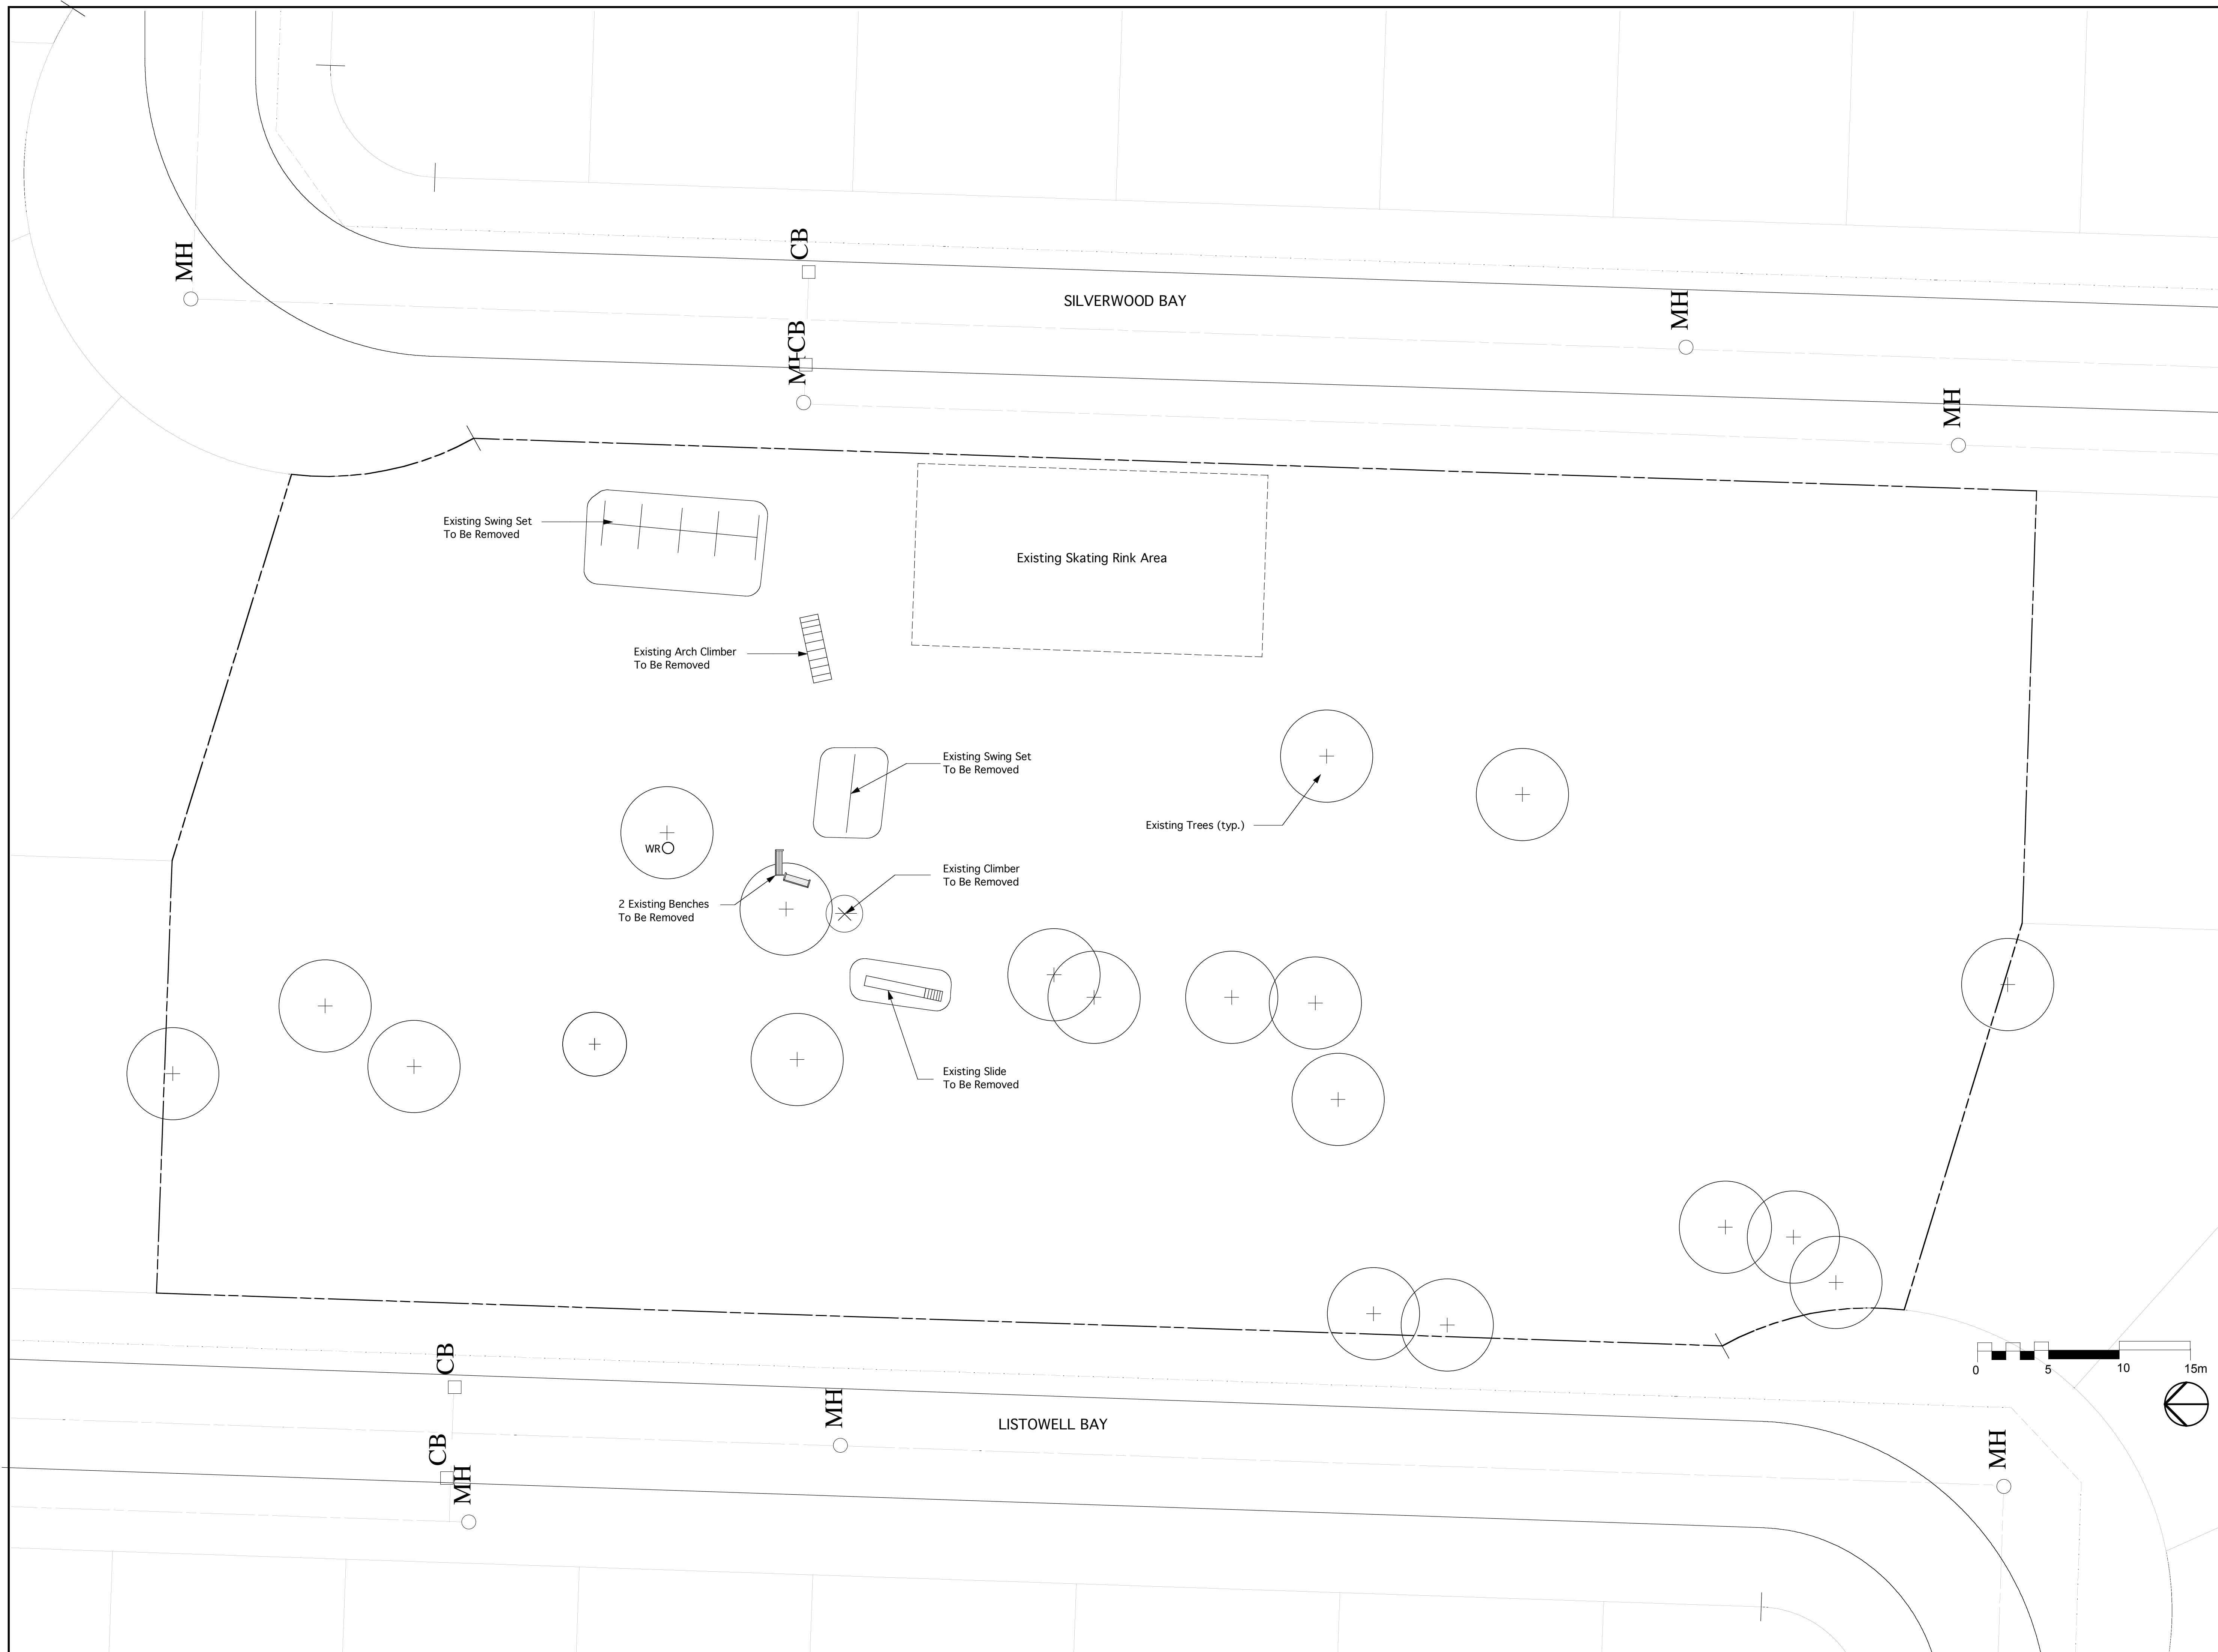 CB
MH
SILVERWOOD BAY
MH
CB
MH
MH
Existing Swing Set
To Be Removed
Existing Skating Rink Area
Existing Arch Climber
To Be Removed
Existing Swing Set
To Be Removed
Existing Trees (typ.)
WR
Existing Climber
To Be Removed
2 Existing Benches
To Be Removed
Existing Slide
To Be Removed
0 5 10 15m
CB
MH
LISTOWELL BAY
CB
MH
MH